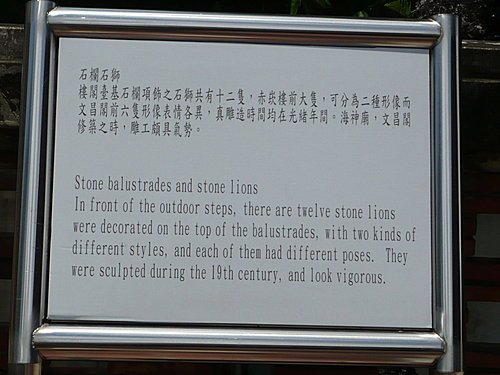 石欄石獅
樓閣臺基石欄項飾之石獅共有十二隻，赤崁樓前大隻，可分為二種形像而
文昌閣前六隻形像表情各異，真雕造時間均在光緒年間。海神廟，文昌閣
修築之時，雕工頗具氣勢。
Stone balustrades and stone lions
In front of the outdoor steps, there are twelve stone lions
were decorated on the top of the balustrades, with two kinds of
different styles, and each of them had different poses. They
were sculpted during the 19th century, and look vigorous.